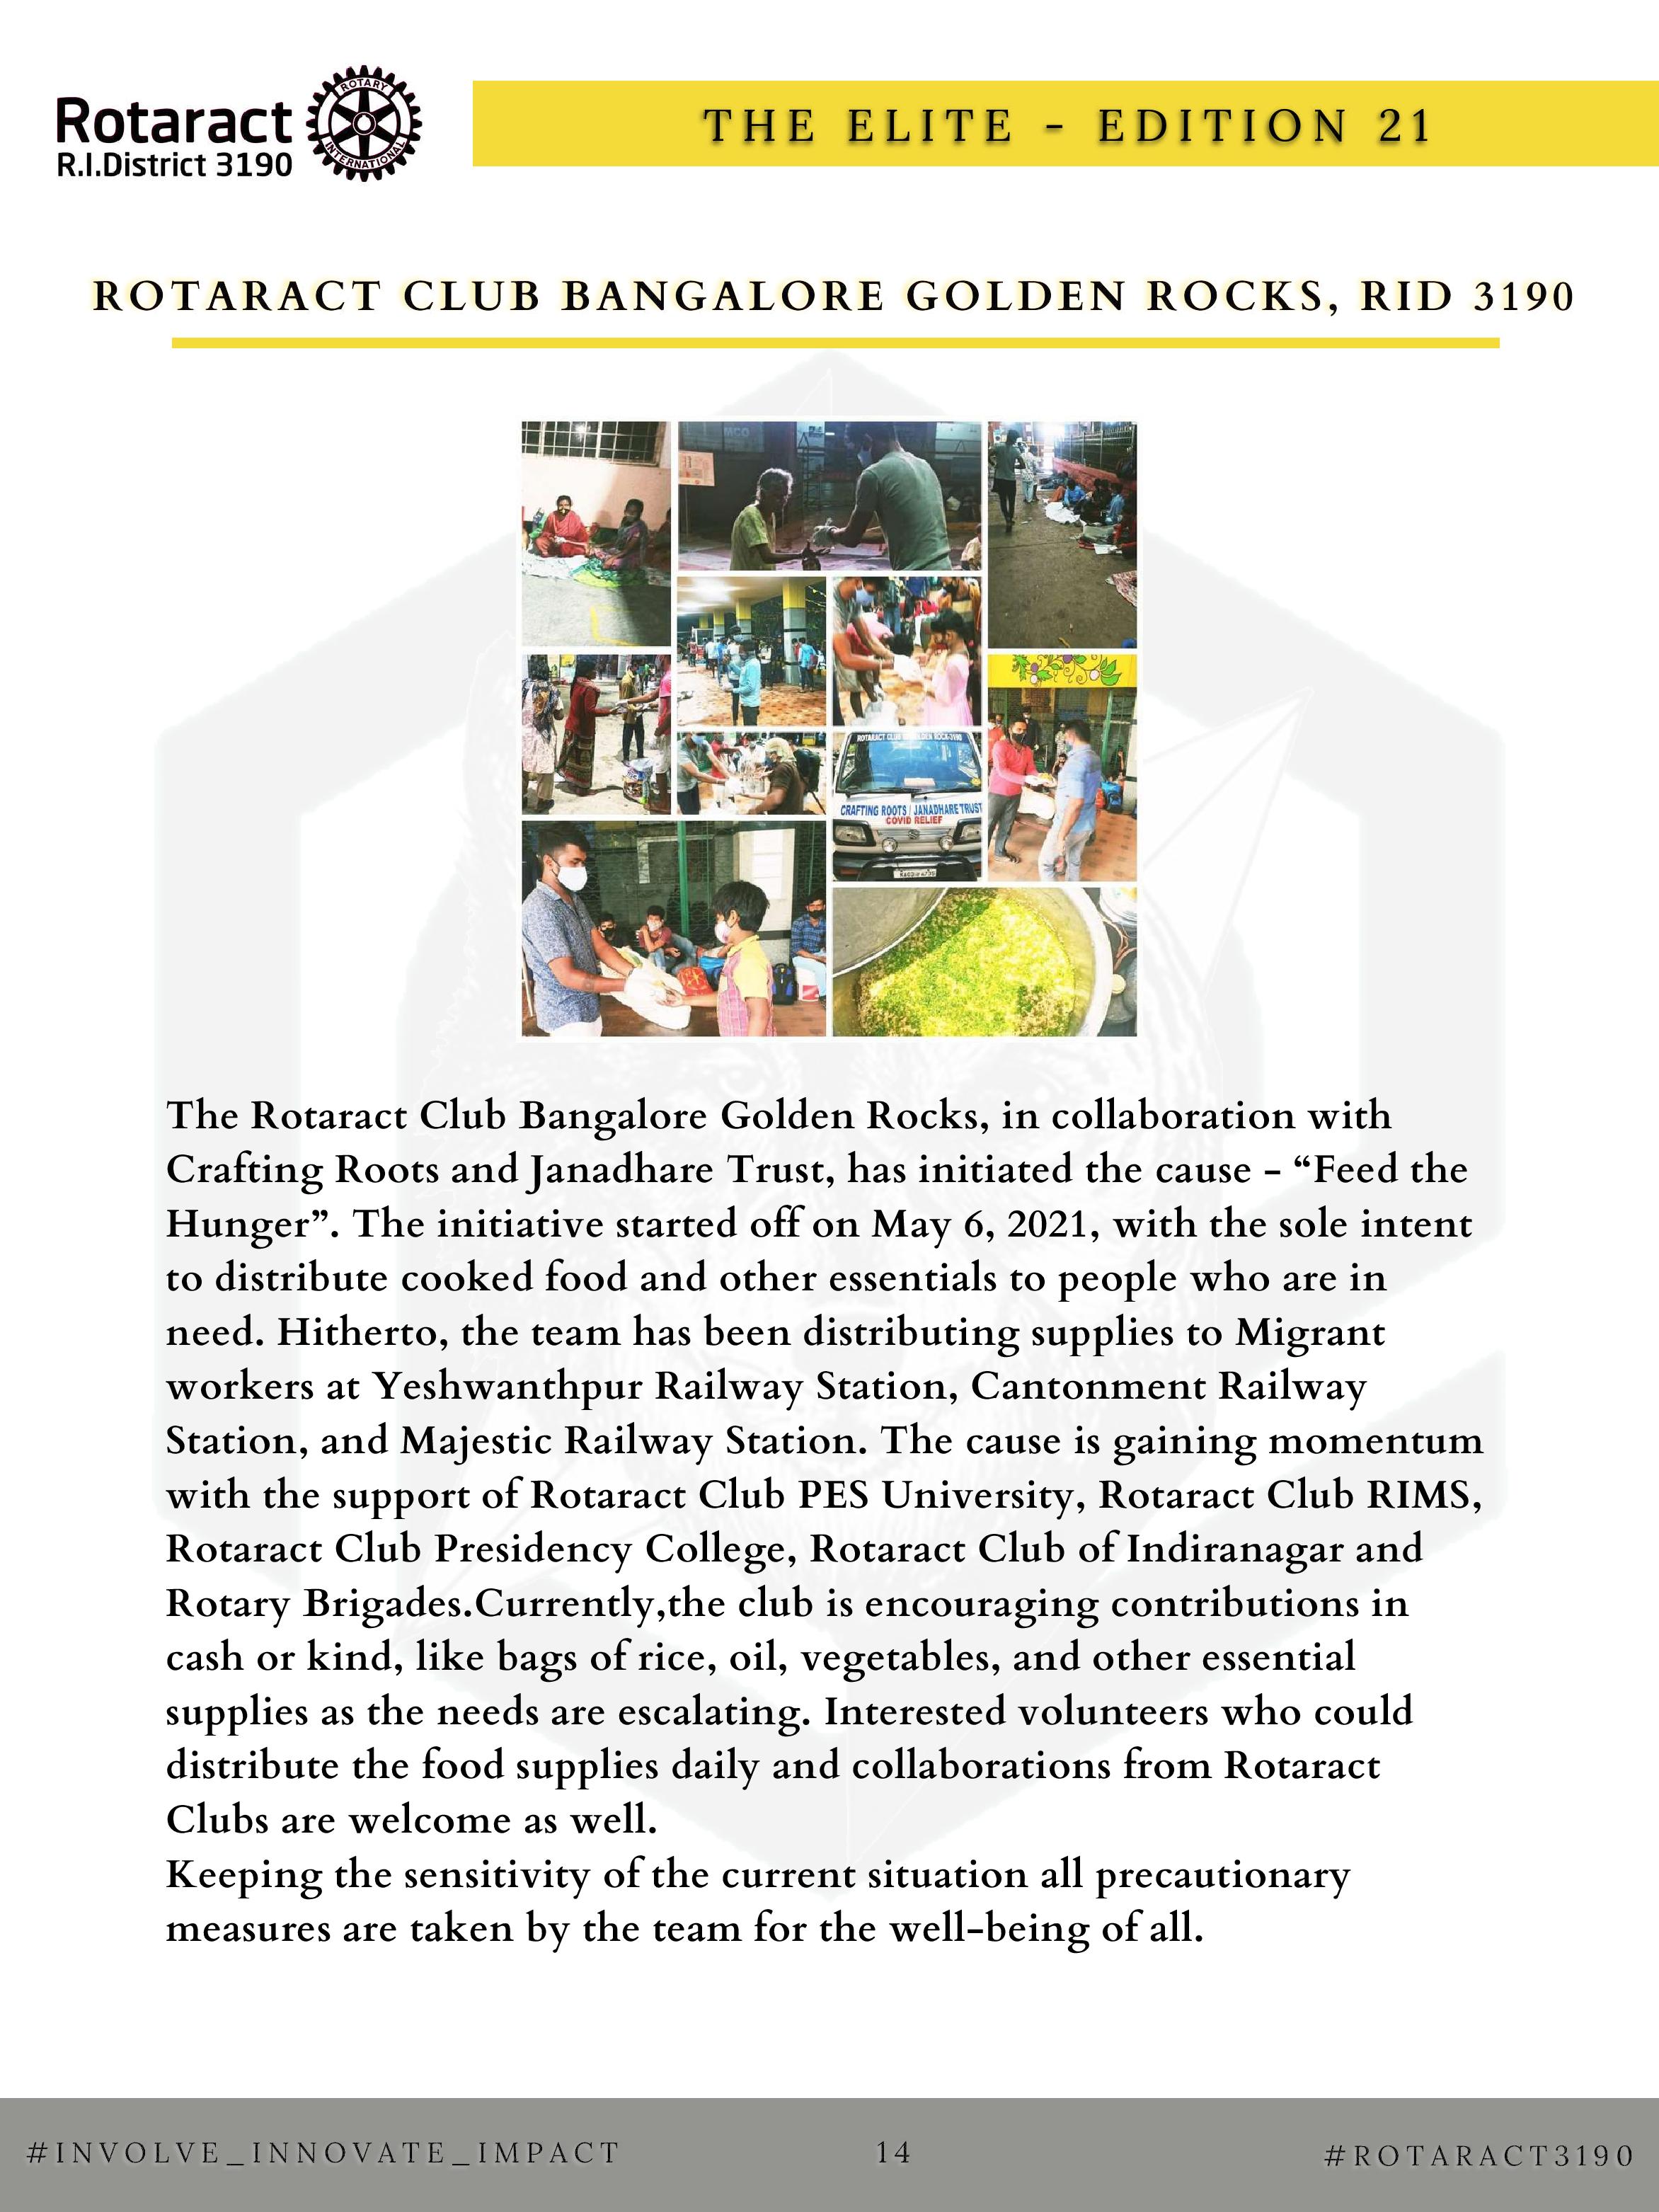 Rotaract
R.I.District 3190
ROTARY
INTERNATIONAL
THE ELITE - EDITION 21
ROTARACT CLUB BANGALORE GOLDEN ROCKS, RID 3190
MCO
ROTARACT CLUB
GOLDEN ROCK-3190
CRAFTING ROOTS / JANADHARE TRUST
COVID RELIEF
The Rotaract Club Bangalore Golden Rocks, in collaboration with
Crafting Roots and Janadhare Trust, has initiated the cause - “Feed the
Hunger”. The initiative started off on May 6, 2021, with the sole intent
to distribute cooked food and other essentials to people who are in
need. Hitherto, the team has been distributing supplies to Migrant
workers at Yeshwanthpur Railway Station, Cantonment Railway
Station, and Majestic Railway Station. The cause is gaining momentum
with the support of Rotaract Club PES University, Rotaract Club RIMS,
Rotaract Club Presidency College, Rotaract Club of Indiranagar and
Rotary Brigades.Currently,the club is encouraging contributions in
cash or kind, like bags of rice, oil, vegetables, and other essential
supplies as the needs are escalating. Interested volunteers who could
distribute the food supplies daily and collaborations from Rotaract
Clubs are welcome as well.
Keeping the sensitivity of the current situation all precautionary
measures are taken by the team for the well-being of all.
#INVOLVE_INNOVATE_IMPACT
14
#ROTARACT3190